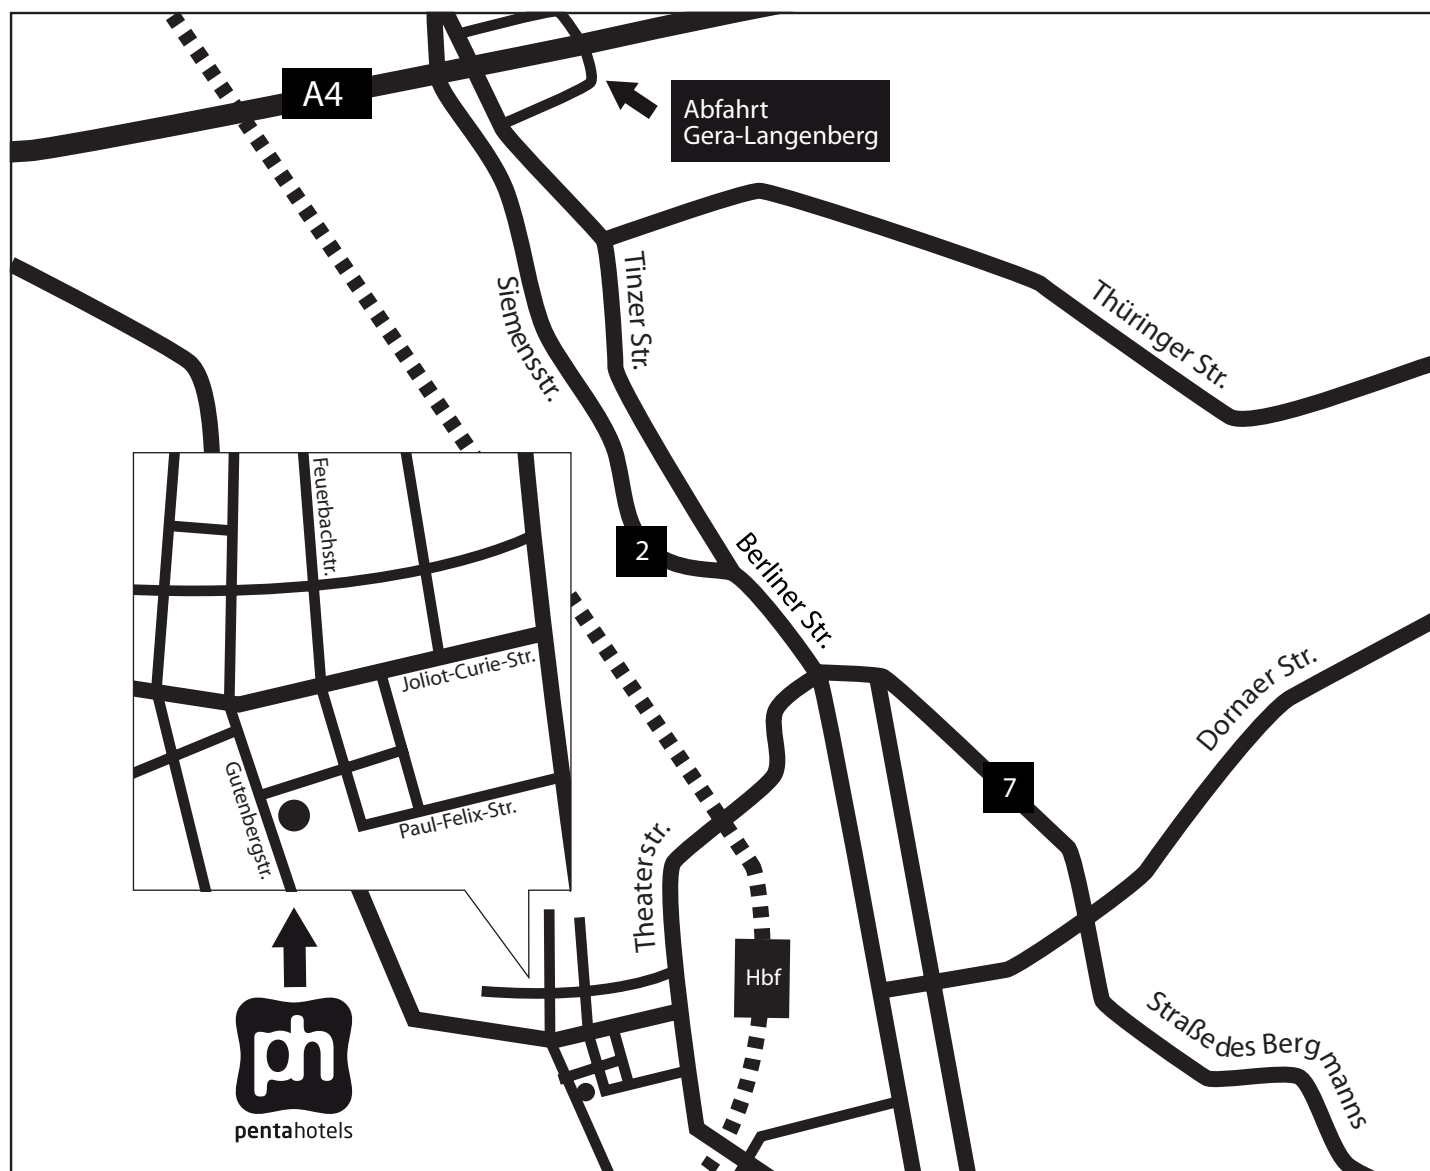 A4
Abfahrt
Gera-Langenberg
Siemensstr.
Tinzer Str.
Thüringer Str.
Feuerbachstr.
2
Berliner Str.
Joliot-Curie-Str.
Dornaer Str.
Gutenbergstr.
Paul-Felix-Str.
7
Theaterstr.
Hbf
Straße des Bergmanns
ph
pentahotels